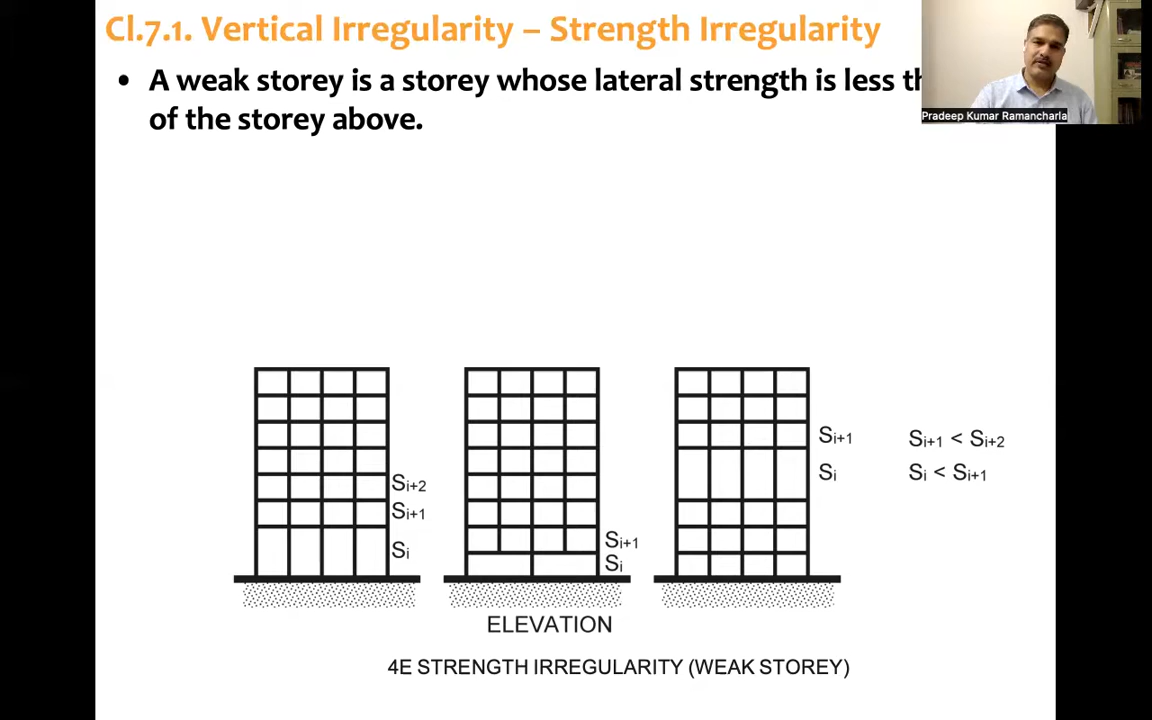 Cl.7.1. Vertical Irregularity – Strength Irregularity
• A weak storey is a storey whose lateral strength is less
of the storey above.
Pradeep Kumar Ramancharla
Si+1 Si+1 < Si+2
Si Si < Si+1
Si+2
Si+1
Si
Si+1
Si
ELEVATION
4E STRENGTH IRREGULARITY (WEAK STOREY)